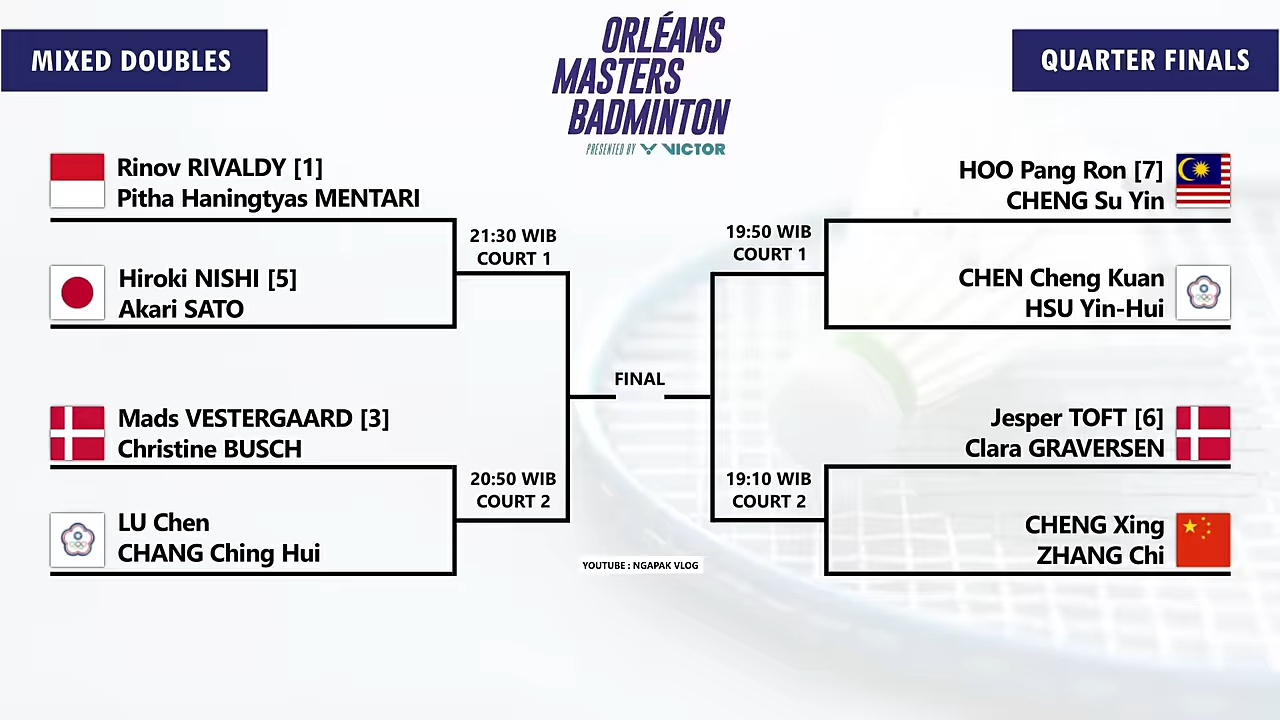 MIXED DOUBLES
ORLÉANS
MASTERS
BADMINTON
PRESENTED BY VICTOR
QUARTER FINALS
Rinov RIVALDY [1]
Pitha Haningtyas MENTARI
21:30 WIB
COURT 1
Hiroki NISHI [5]
Akari SATO
Mads VESTERGAARD [3]
Christine BUSCH
20:50 WIB
COURT 2
LU Chen
CHANG Ching Hui
FINAL
HOO Pang Ron [7]
CHENG Su Yin
19:50 WIB
COURT 1
CHEN Cheng Kuan
HSU Yin-Hui
Jesper TOFT [6]
Clara GRAVERSEN
19:10 WIB
COURT 2
CHENG Xing
ZHANG Chi
YOUTUBE : NGAPAK VLOG